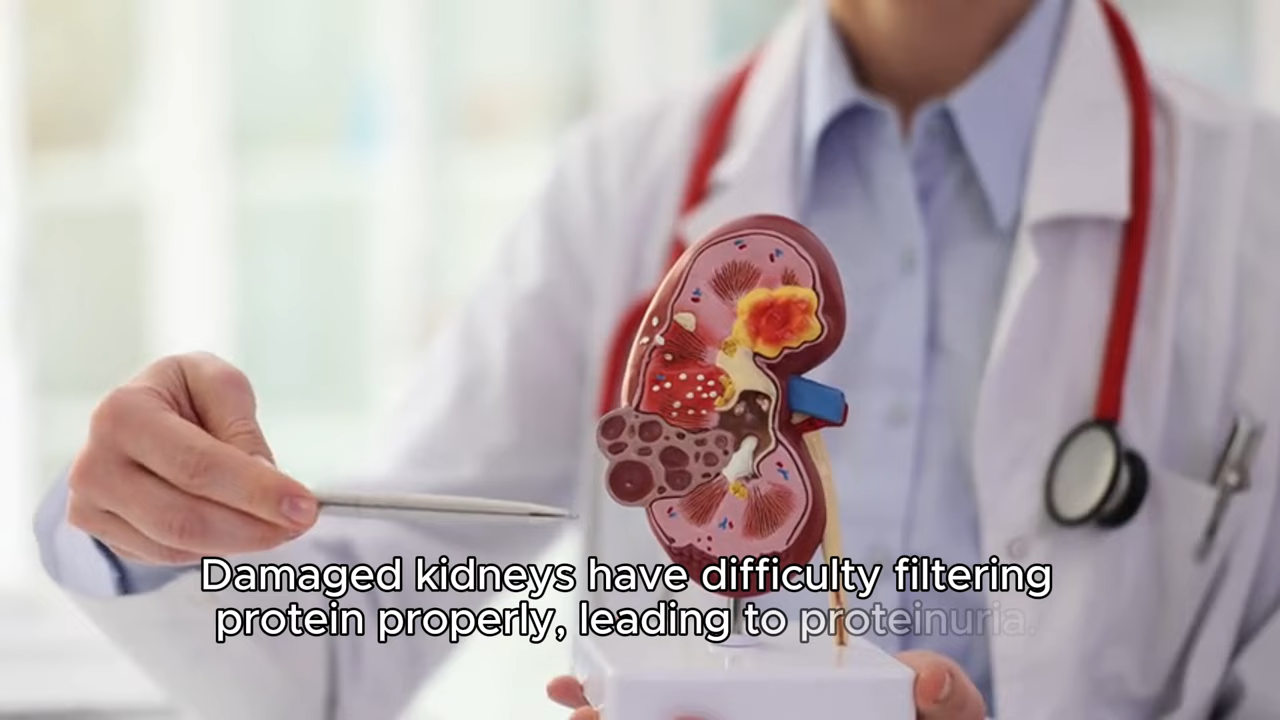 Damaged kidneys have difficulty filtering
protein properly, leading to proteinuria.